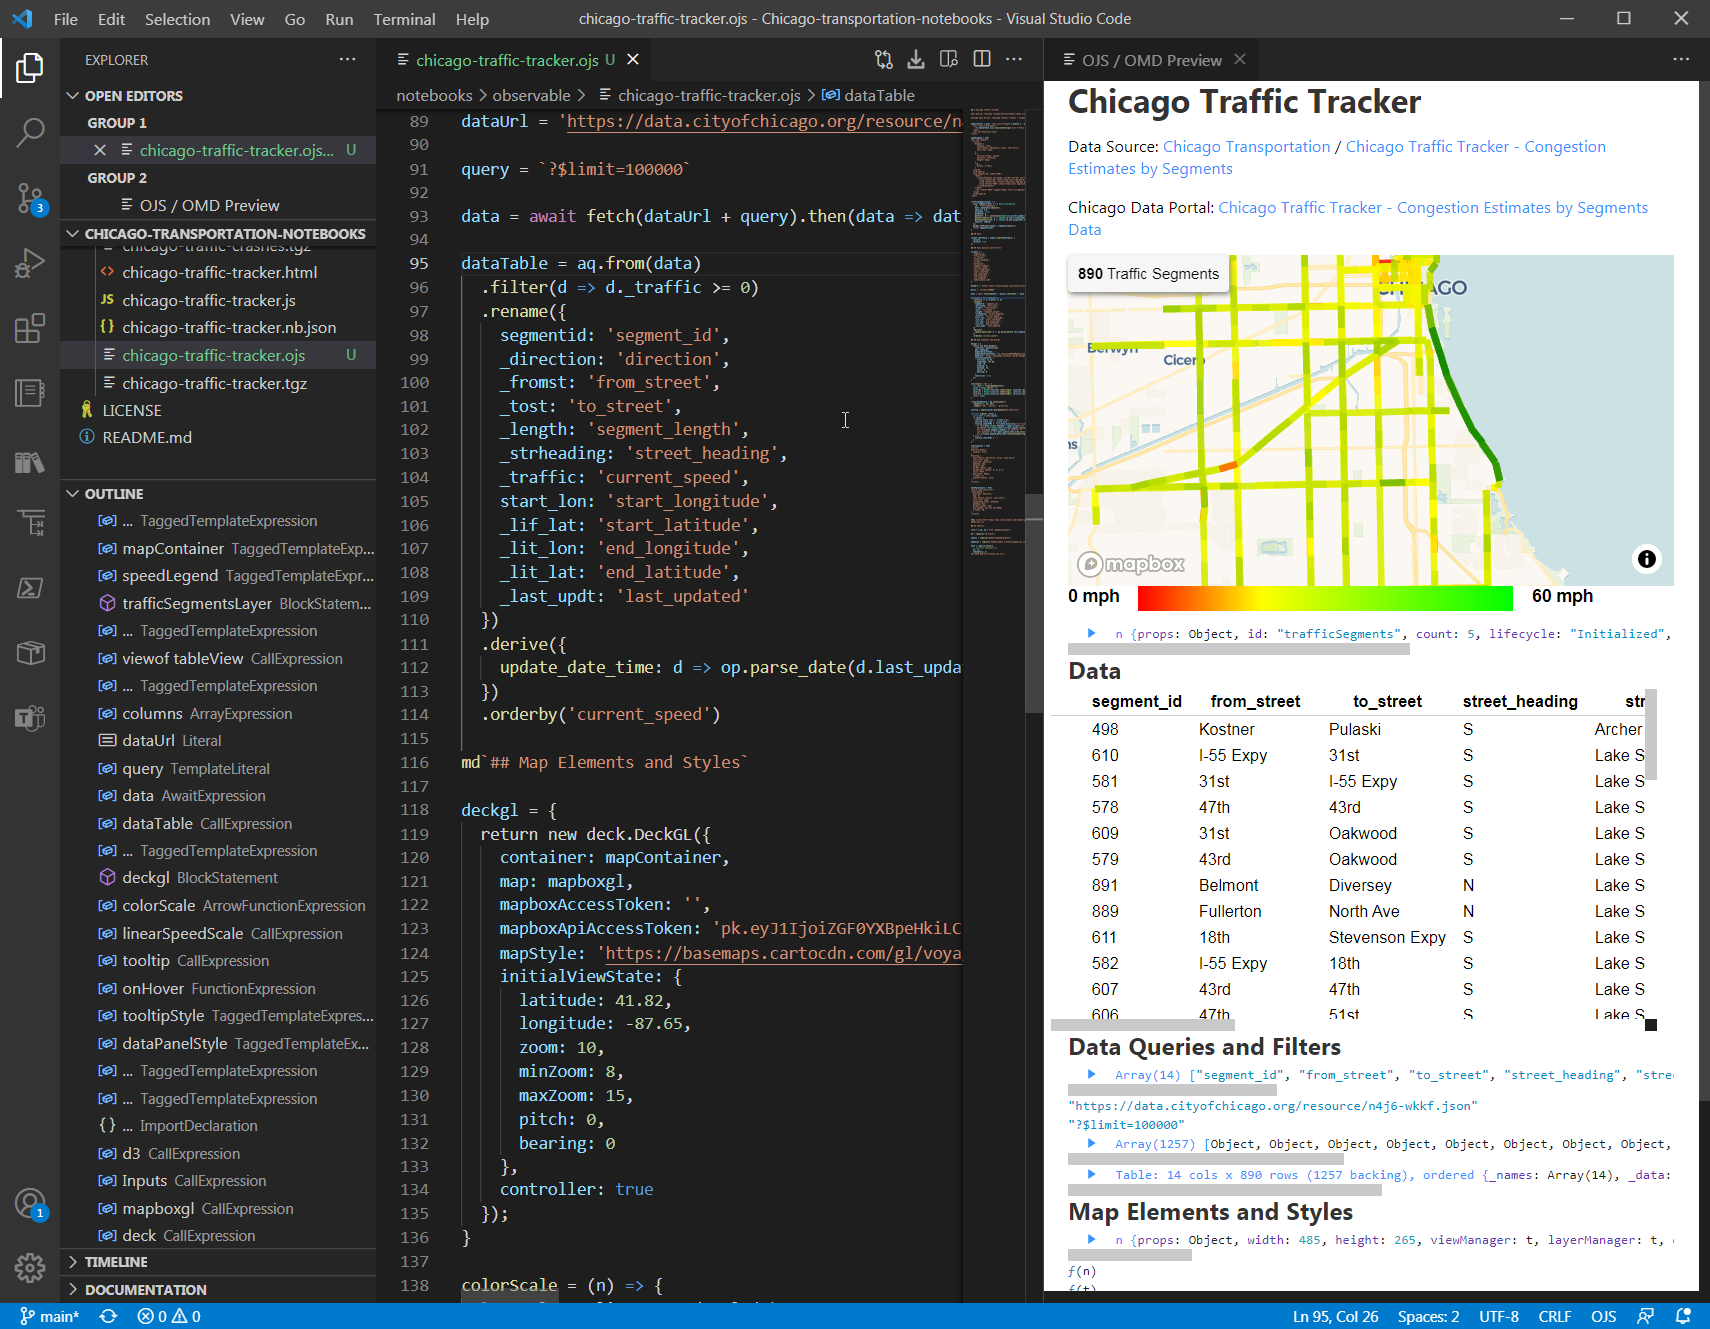 File Edit Selection View Go Run Terminal Help
chicago-traffic-tracker.ojs - Chicago-transportation-notebooks - Visual Studio Code
EXPLORER
OPEN EDITORS
GROUP 1
chicago-traffic-tracker.ojs... U
GROUP 2
OJS / OMD Preview
CHICAGO-TRANSPORTATION-NOTEBOOKS
chicago-traffic-crashes.tgz
chicago-traffic-tracker.html
JS chicago-traffic-tracker.js
{} chicago-traffic-tracker.nb.json
chicago-traffic-tracker.ojs U
chicago-traffic-tracker.tgz
LICENSE
README.md
OUTLINE
... TaggedTemplateExpression
mapContainer TaggedTemplateExp...
speedLegend TaggedTemplateExpr...
trafficSegmentsLayer BlockStatem...
... TaggedTemplateExpression
viewof tableView CallExpression
... TaggedTemplateExpression
columns ArrayExpression
dataUrl Literal
query TemplateLiteral
data AwaitExpression
dataTable CallExpression
... TaggedTemplateExpression
deckgl BlockStatement
colorScale ArrowFunctionExpression
linearSpeedScale CallExpression
tooltip CallExpression
onHover FunctionExpression
tooltipStyle TaggedTemplateExpres...
dataPanelStyle TaggedTemplateEx...
... TaggedTemplateExpression
... TaggedTemplateExpression
{} ... ImportDeclaration
d3 CallExpression
Inputs CallExpression
mapboxgl CallExpression
deck CallExpression
TIMELINE
DOCUMENTATION
3
1
chicago-traffic-tracker.ojs U
notebooks > observable > chicago-traffic-tracker.ojs > dataTable
89 dataUrl = 'https://data.cityofchicago.org/resource/n
90
91 query = `?$limit=100000`
92
93 data = await fetch(dataUrl + query).then(data => dat
94
95 dataTable = aq.from(data)
96 .filter(d => d._traffic >= 0)
97 .rename({
98 segmentid: 'segment_id',
99 _direction: 'direction',
100 _fromst: 'from_street',
101 _tost: 'to_street',
102 _length: 'segment_length',
103 _strheading: 'street_heading',
104 _traffic: 'current_speed',
105 start_lon: 'start_longitude',
106 _lif_lat: 'start_latitude',
107 _lit_lon: 'end_longitude',
108 _lit_lat: 'end_latitude',
109 _last_updt: 'last_updated'
110 })
111 .derive({
112 update_date_time: d => op.parse_date(d.last_upda
113 })
114 .orderby('current_speed')
115
116 md`## Map Elements and Styles`
117
118 deckgl = {
119 return new deck.DeckGL({
120 container: mapContainer,
121 map: mapboxgl,
122 mapboxAccessToken: '',
123 mapboxApiAccessToken: 'pk.eyJ1IjoiZGF0YXBpeHkiLC
124 mapStyle: 'https://basemaps.cartocdn.com/gl/voya
125 initialViewState: {
126 latitude: 41.82,
127 longitude: -87.65,
128 zoom: 10,
129 minZoom: 8,
130 maxZoom: 15,
131 pitch: 0,
132 bearing: 0
133 },
134 controller: true
135 });
136 }
137
138 colorScale = (n) => {
OJS / OMD Preview
Chicago Traffic Tracker
Data Source: Chicago Transportation / Chicago Traffic Tracker - Congestion
Estimates by Segments
Chicago Data Portal: Chicago Traffic Tracker - Congestion Estimates by Segments
Data
890 Traffic Segments
CHICAGO
Berwyn
Cicero
ns
mapbox
0 mph 60 mph
n {props: Object, id: "trafficSegments", count: 5, lifecycle: "Initialized",
Data
segment_id from_street to_street street_heading str
498 Kostner Pulaski S Archer
610 I-55 Expy 31st S Lake S
581 31st I-55 Expy S Lake S
578 47th 43rd S Lake S
609 31st Oakwood S Lake S
579 43rd Oakwood S Lake S
891 Belmont Diversey N Lake S
889 Fullerton North Ave N Lake S
611 18th Stevenson Expy S Lake S
582 I-55 Expy 18th S Lake S
607 43rd 47th S Lake S
606 47th 51st S Lake S
Data Queries and Filters
Array(14) ["segment_id", "from_street", "to_street", "street_heading", "stre
"https://data.cityofchicago.org/resource/n4j6-wkkf.json"
"?$limit=100000"
Array(1257) [Object, Object, Object, Object, Object, Object, Object, Object,
Table: 14 cols x 890 rows (1257 backing), ordered {_names: Array(14), _data:
Map Elements and Styles
n {props: Object, width: 485, height: 265, viewManager: t, layerManager: t,
ƒ(n)
ƒ(t)
main* 0 0
Ln 95, Col 26 Spaces: 2 UTF-8 CRLF OJS